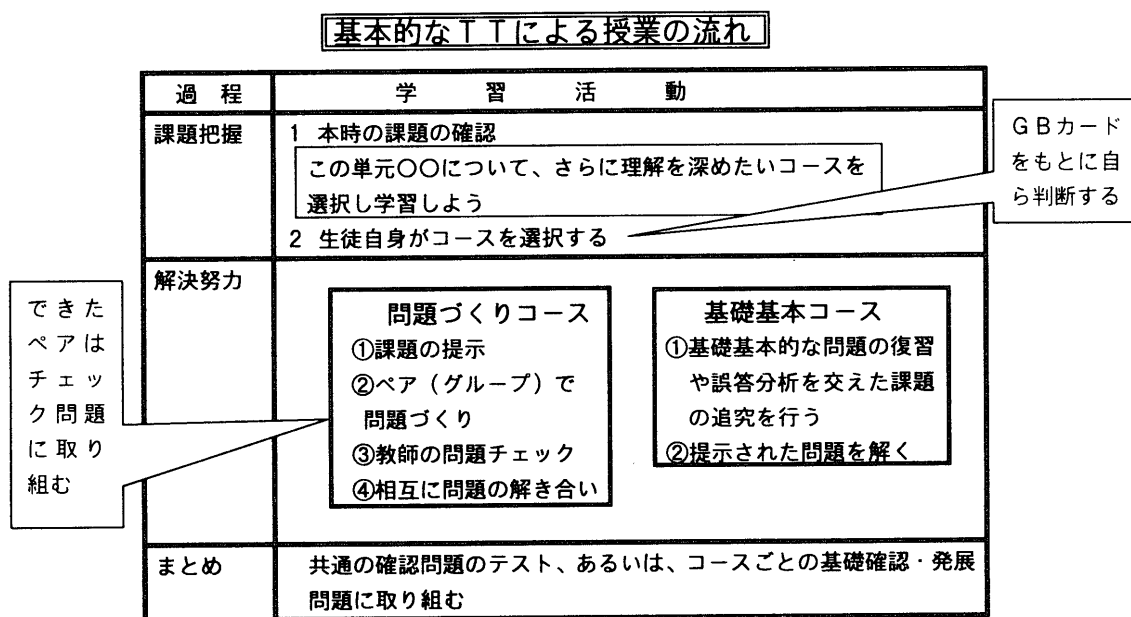 基本的なＴＴによる授業の流れ
過程
学習活動
課題把握
１ 本時の課題の確認
この単元〇〇について、さらに理解を深めたいコースを
選択し学習しよう
２ 生徒自身がコースを選択する
ＧＢカード
をもとに自
ら判断する
解決努力
できた
ペアは
チェッ
ク問題
に取り
組む
問題づくりコース
①課題の提示
②ペア（グループ）で
問題づくり
③教師の問題チェック
④相互に問題の解き合い
基礎基本コース
①基礎基本的な問題の復習
や誤答分析を交えた課題
の追究を行う
②提示された問題を解く
まとめ
共通の確認問題のテスト、あるいは、コースごとの基礎確認・発展
問題に取り組む